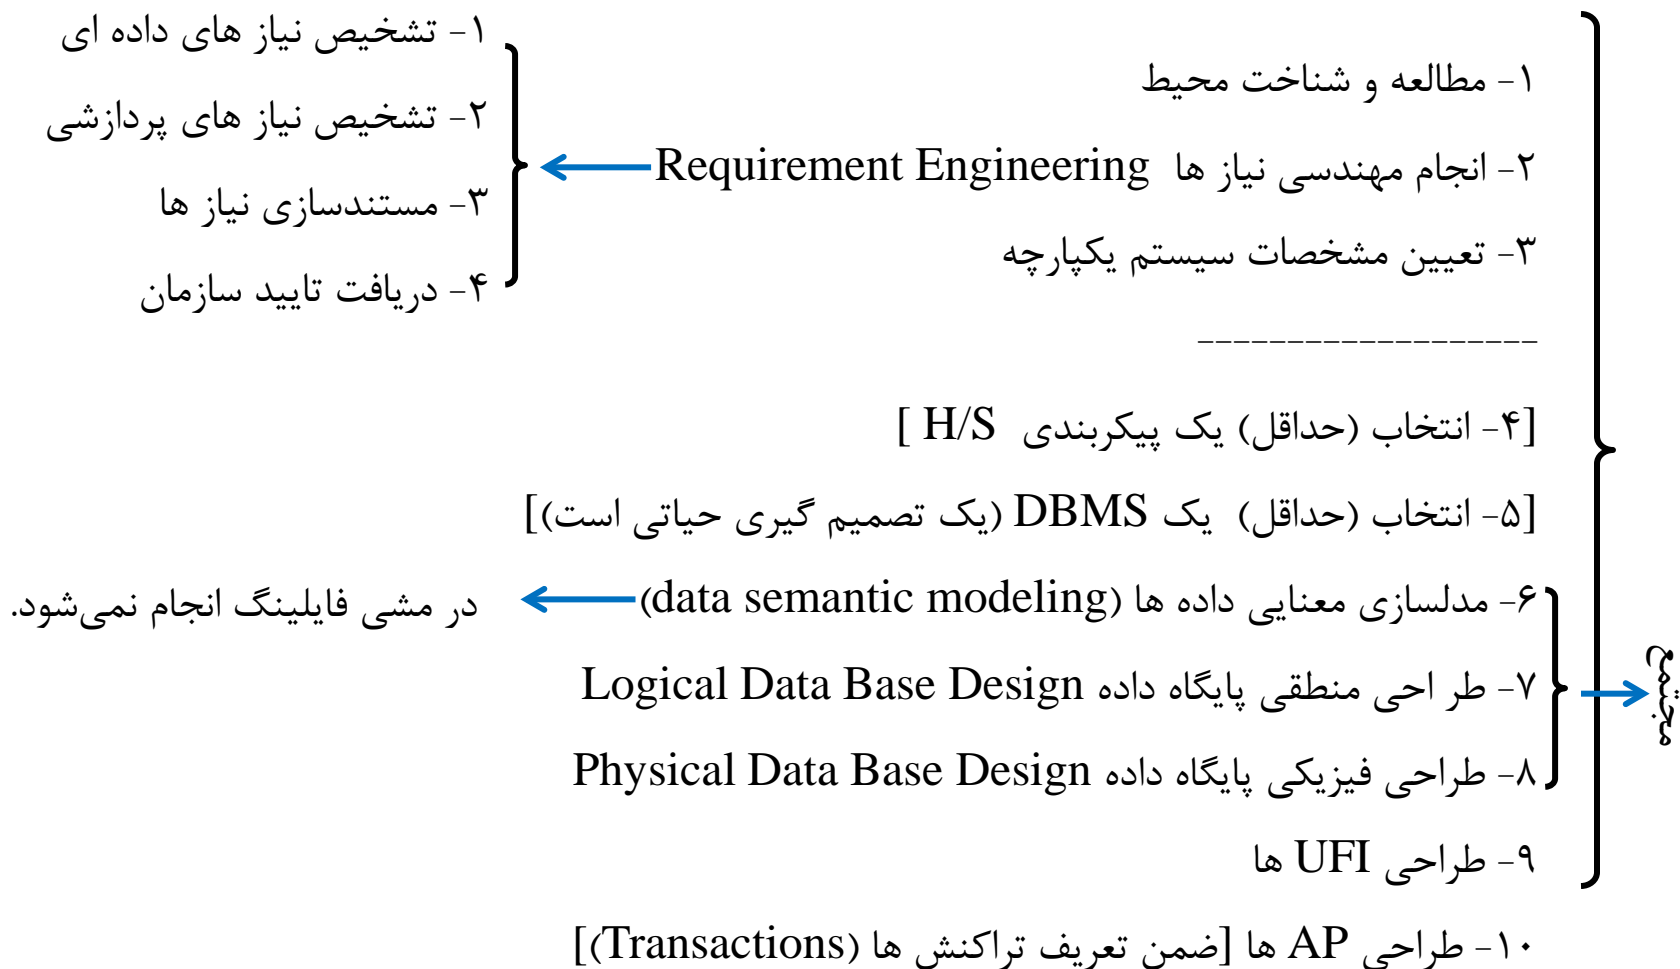 ۱- مطالعه و شناخت محیط
۲- انجام مهندسی نیاز ها Requirement Engineering
۱- تشخیص نیاز های داده ای
۲- تشخیص نیاز های پردازشی
۳- مستندسازی نیاز ها
۴- دریافت تایید سازمان
۳- تعیین مشخصات سیستم یکپارچه
-------------------
[۴- انتخاب (حداقل) یک پیکربندی H/S ]
[۵- انتخاب (حداقل) یک DBMS (یک تصمیم گیری حیاتی است)]
۶- مدلسازی معنایی داده ها (data semantic modeling)
در مشی فایلینگ انجام نمی‌شود.
۷- طر احی منطقی پایگاه داده Logical Data Base Design
۸- طراحی فیزیکی پایگاه داده Physical Data Base Design
مجتمع
۹- طراحی UFI ها
۱۰- طراحی AP ها [ضمن تعریف تراکنش ها (Transactions)]